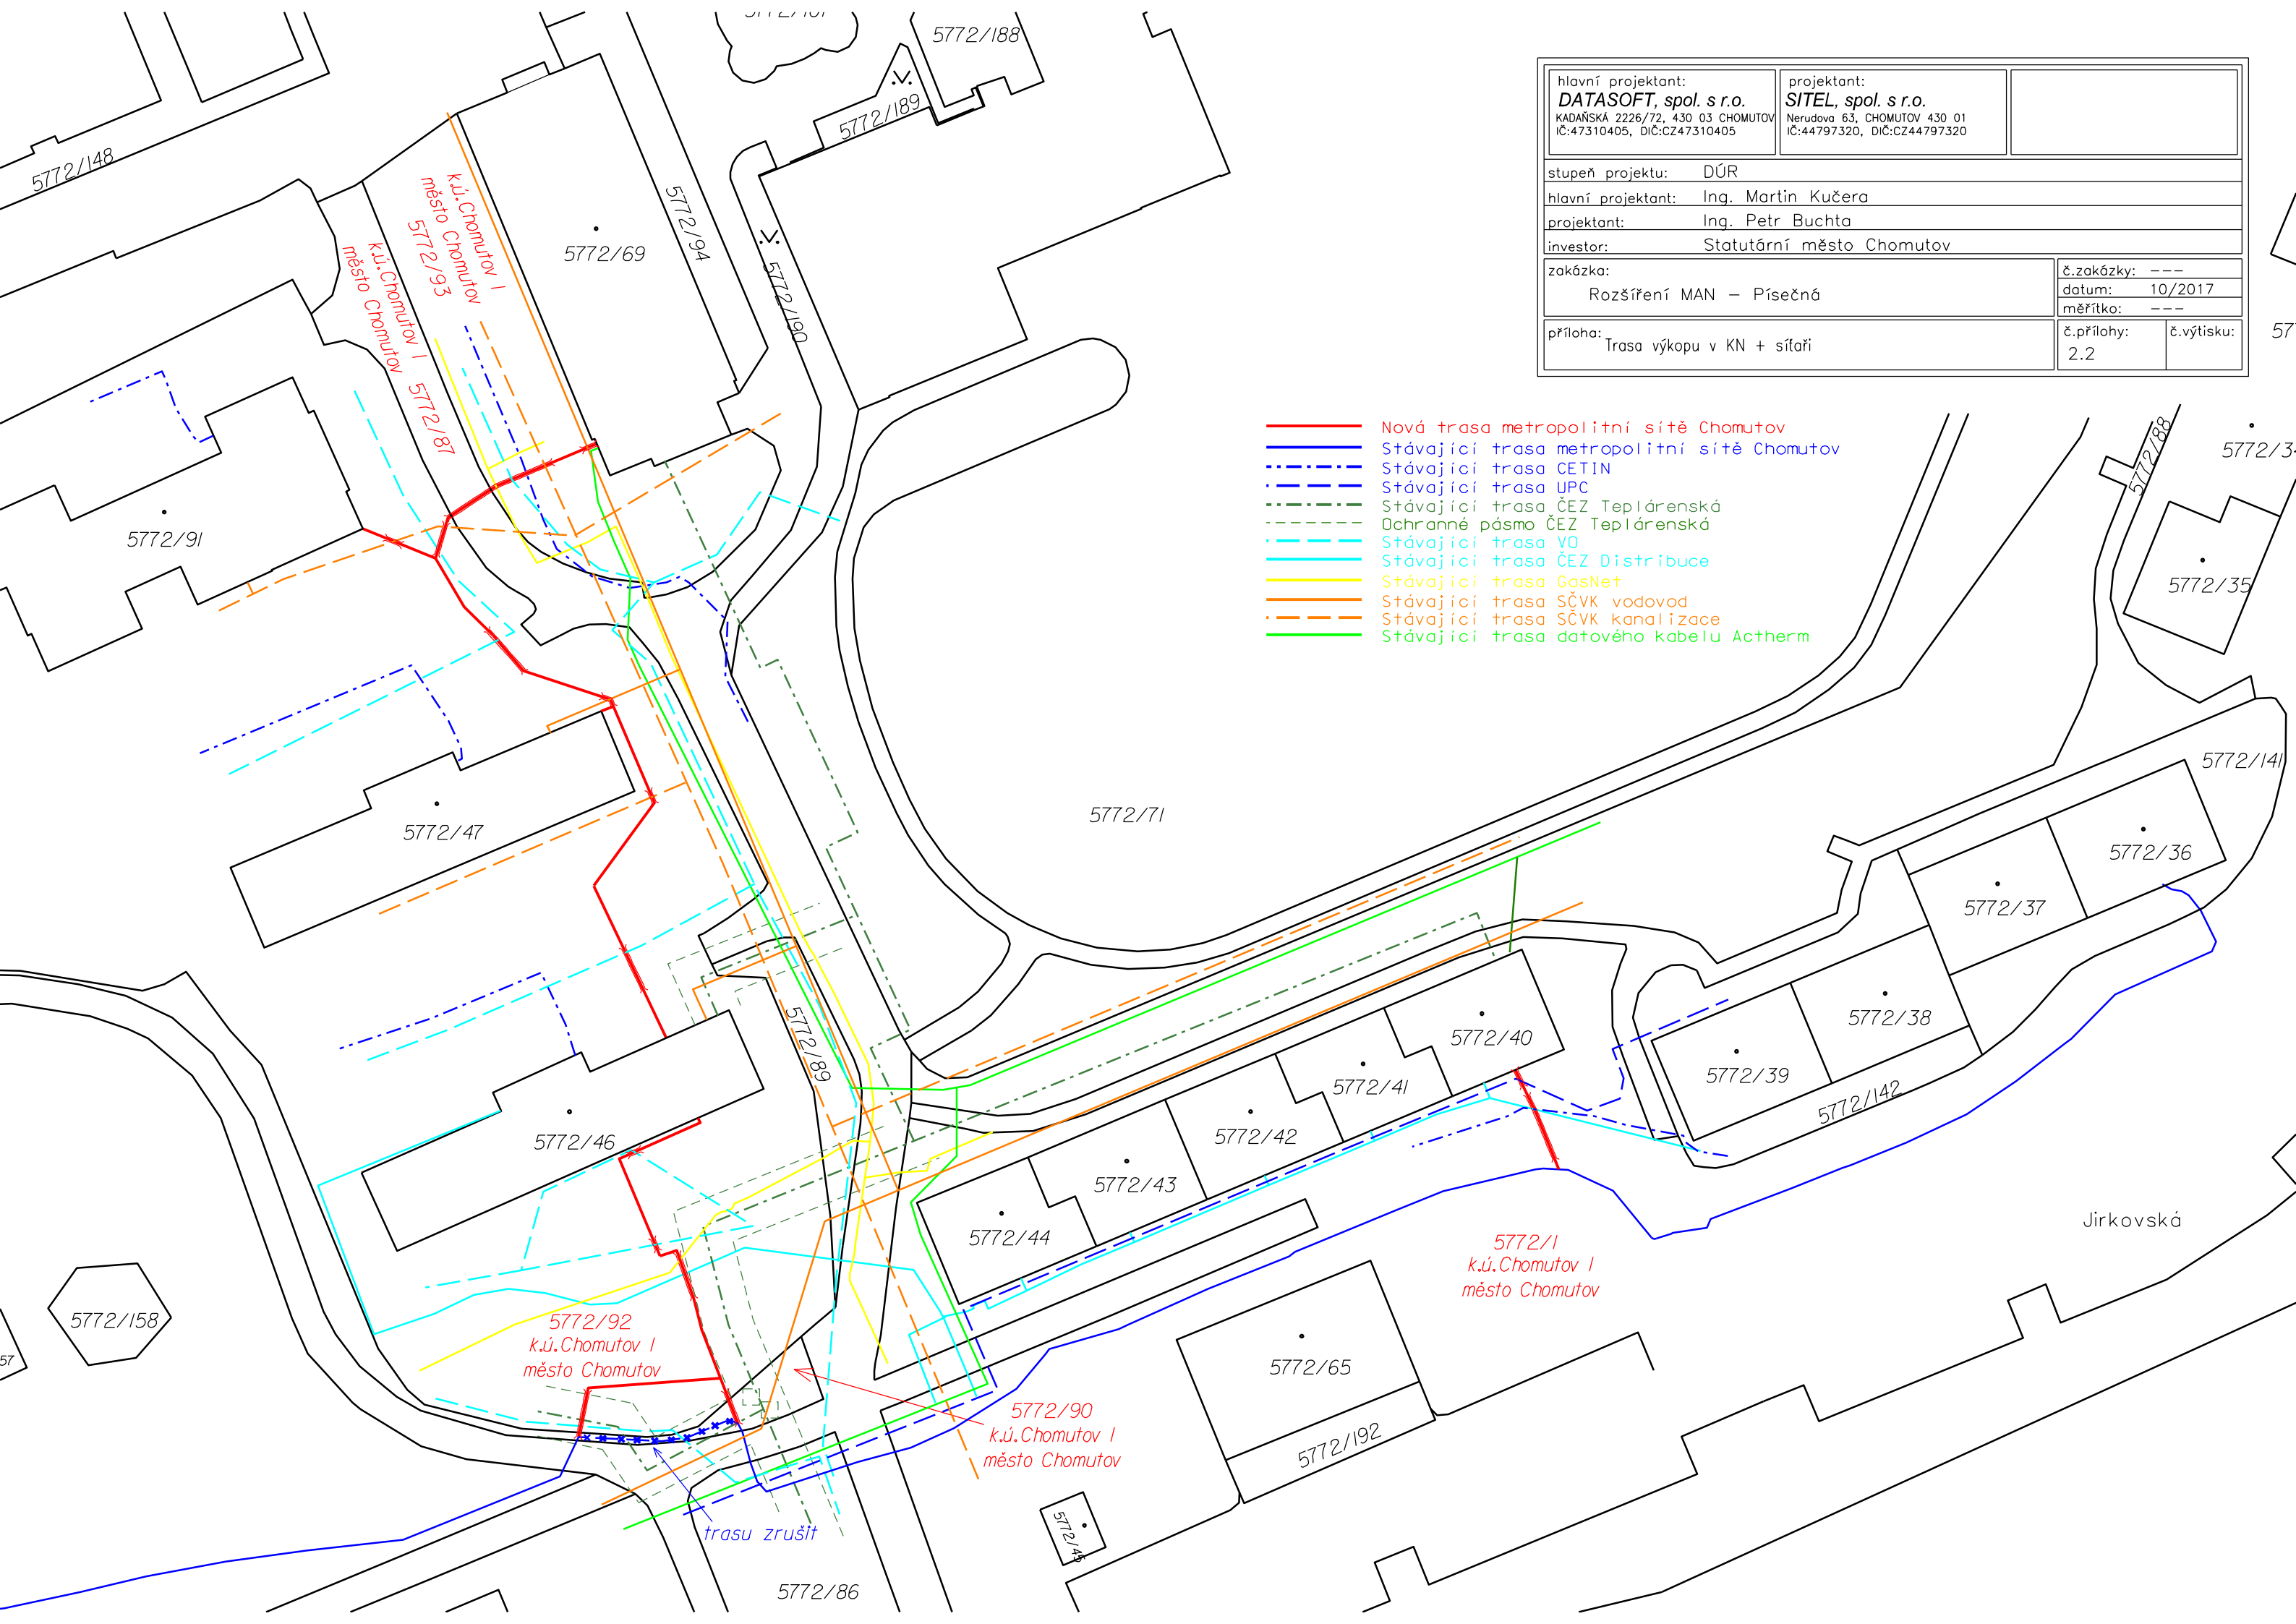 5772/188
5772/189
5772/148
hlavní projektant:
DATASOFT, spol. s r.o.
KADAŇSKÁ 2226/72, 430 03 CHOMUTOV
IČ:47310405, DIČ:CZ47310405
projektant:
SITEL, spol. s r.o.
Nerudova 63, CHOMUTOV 430 01
IČ:44797320, DIČ:CZ44797320
stupeň projektu: DÚR
hlavní projektant: Ing. Martin Kučera
projektant: Ing. Petr Buchta
investor: Statutární město Chomutov
zakázka:
Rozšíření MAN – Písečná
č.zakázky: ---
datum: 10/2017
měřítko: ---
příloha: Trasa výkopu v KN + síťaři
č.přílohy:
2.2
č.výtisku:
k.ú.Chomutov I
město Chomutov
5772/93
k.ú.Chomutov I
město Chomutov 5772/87
5772/69
5772/94
5772/190
5772/91
Nová trasa metropolitní sítě Chomutov
Stávající trasa metropolitní sítě Chomutov
Stávající trasa CETIN
Stávající trasa UPC
Stávající trasa ČEZ Teplárenská
Ochranné pásmo ČEZ Teplárenská
Stávající trasa VO
Stávající trasa ČEZ Distribuce
Stávající trasa GasNet
Stávající trasa SČVK vodovod
Stávající trasa SČVK kanalizace
Stávající trasa datového kabelu Actherm
5772/88
5772/35
5772/141
5772/47
5772/71
5772/36
5772/37
5772/38
5772/39
5772/142
5772/40
5772/41
5772/42
5772/43
5772/44
5772/89
5772/46
Jirkovská
5772/1
k.ú.Chomutov I
město Chomutov
5772/158
57
5772/92
k.ú.Chomutov I
město Chomutov
5772/65
5772/192
5772/90
k.ú.Chomutov I
město Chomutov
trasu zrušit
5772/45
5772/86